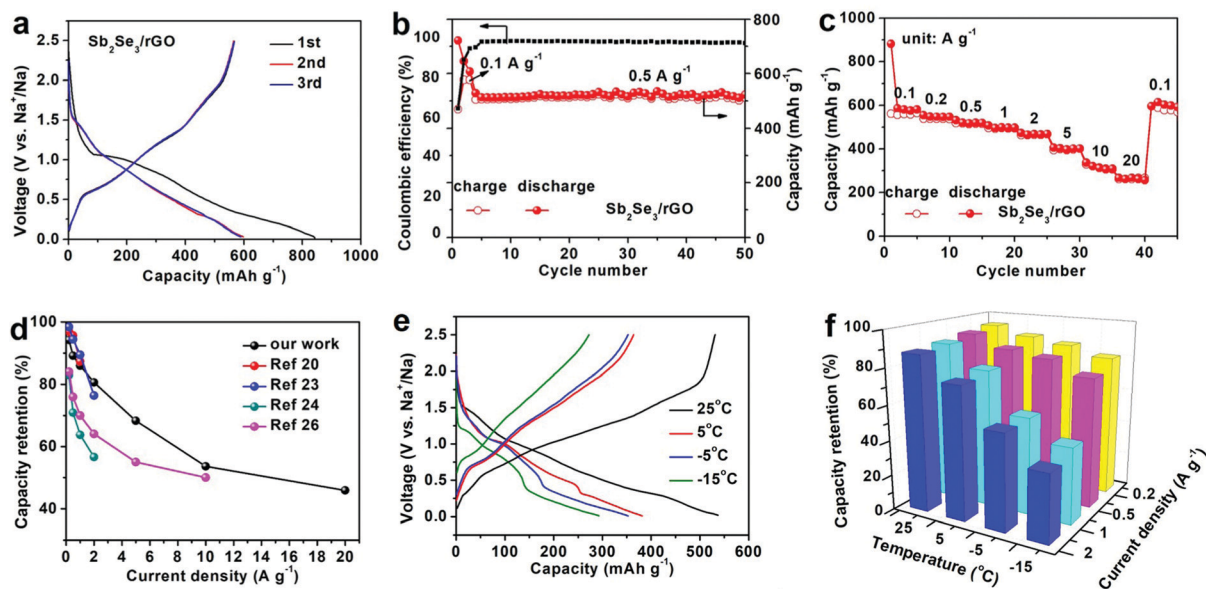 a
Sb2Se3/rGO
1st
2nd
3rd
2.5
2.0
1.5
1.0
0.5
0.0
Voltage (V vs. Na+/Na)
0 200 400 600 800 1000
Capacity (mAh g-1)
b
0.1 A g-1
0.5 A g-1
charge discharge
Sb2Se3/rGO
100
80
60
40
20
0
Coulombic efficiency (%)
800
600
400
200
0
Capacity (mAh g-1)
0 10 20 30 40 50
Cycle number
c
unit: A g-1
0.1 0.2 0.5 1 2 5 10 20 0.1
charge discharge
Sb2Se3/rGO
1000
800
600
400
200
0
Capacity (mAh g-1)
0 10 20 30 40
Cycle number
d
our work
Ref 20
Ref 23
Ref 24
Ref 26
100
80
60
40
Capacity retention (%)
0 2 4 6 8 10 12 14 16 18 20
Current density (A g-1)
e
25oC
5oC
-5oC
-15oC
2.5
2.0
1.5
1.0
0.5
0.0
Voltage (V vs. Na+/Na)
0 100 200 300 400 500 600
Capacity (mAh g-1)
f
100
80
60
40
20
0
Capacity retention (%)
25 5 -5 -15
Temperature (oC)
0.2
0.5
1
2
Current density (A g-1)